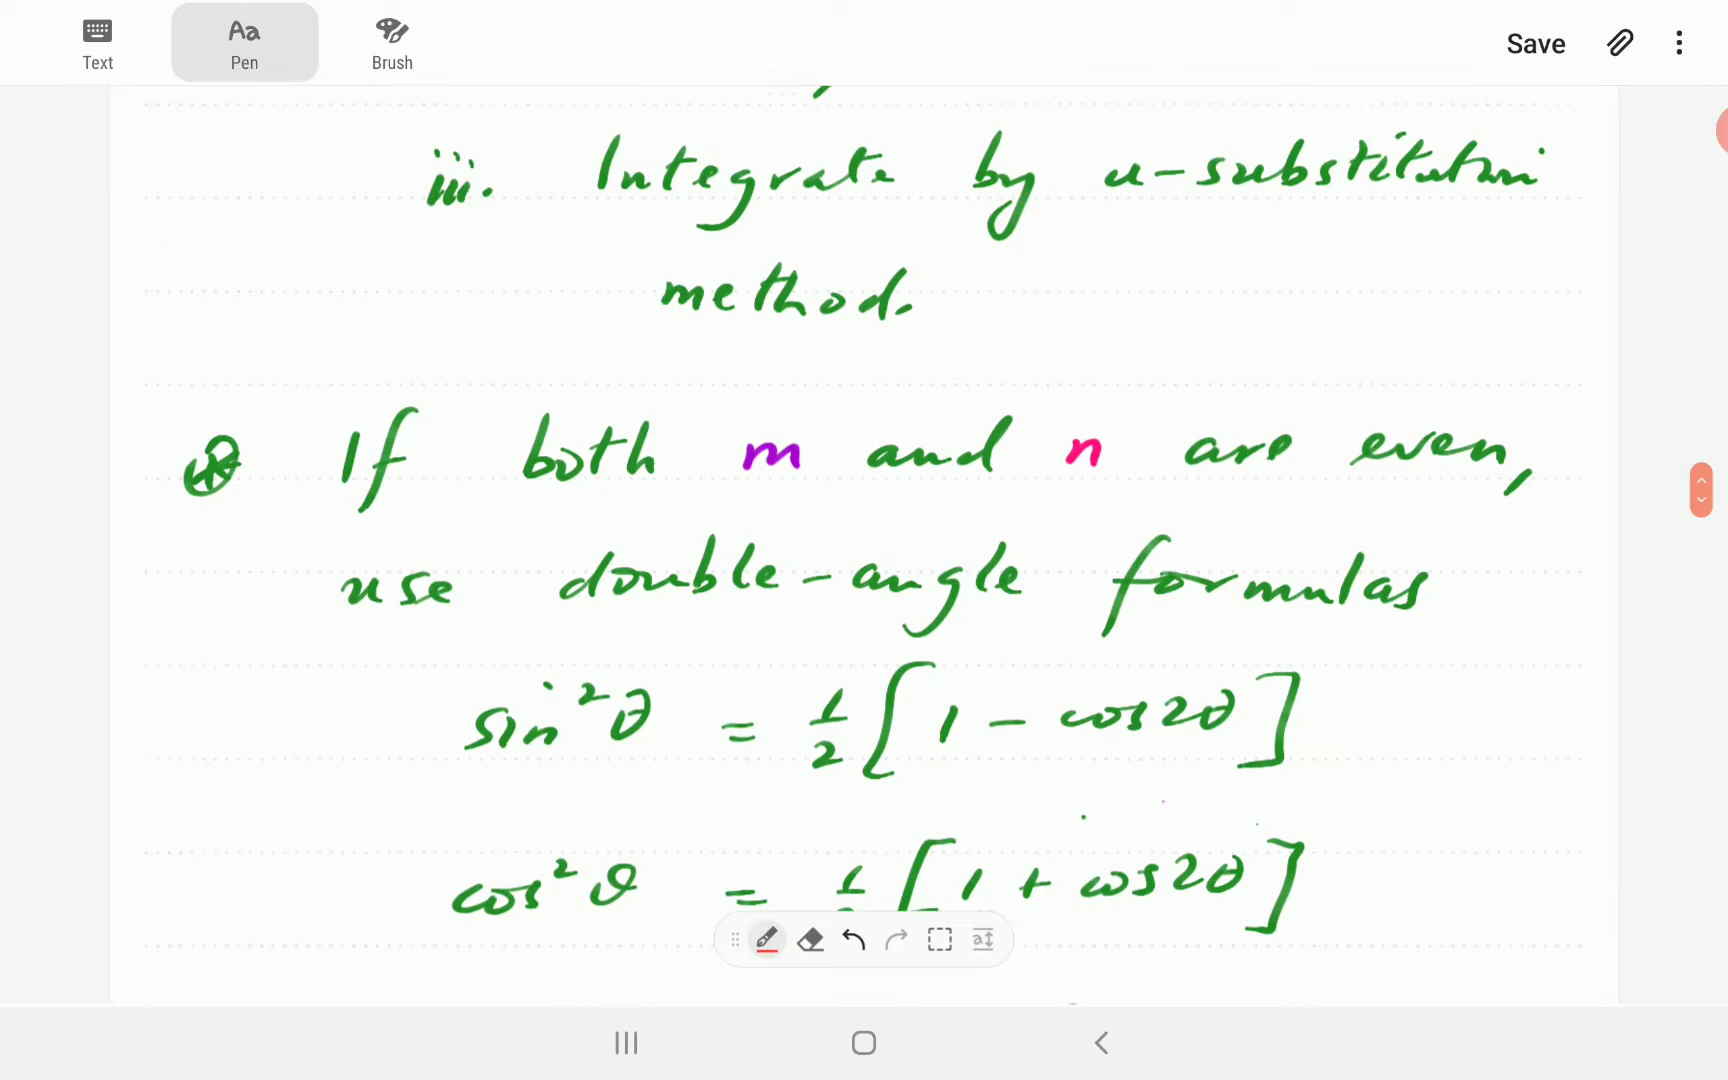 Text
Aa
Pen
Brush
Save
iii. Integrate by u-substitution
method.
If both m and n are even,
use double-angle formulas
sin²θ = 1/2 [1 - cos2θ]
cos²θ = 1/2 [1 + cos2θ]